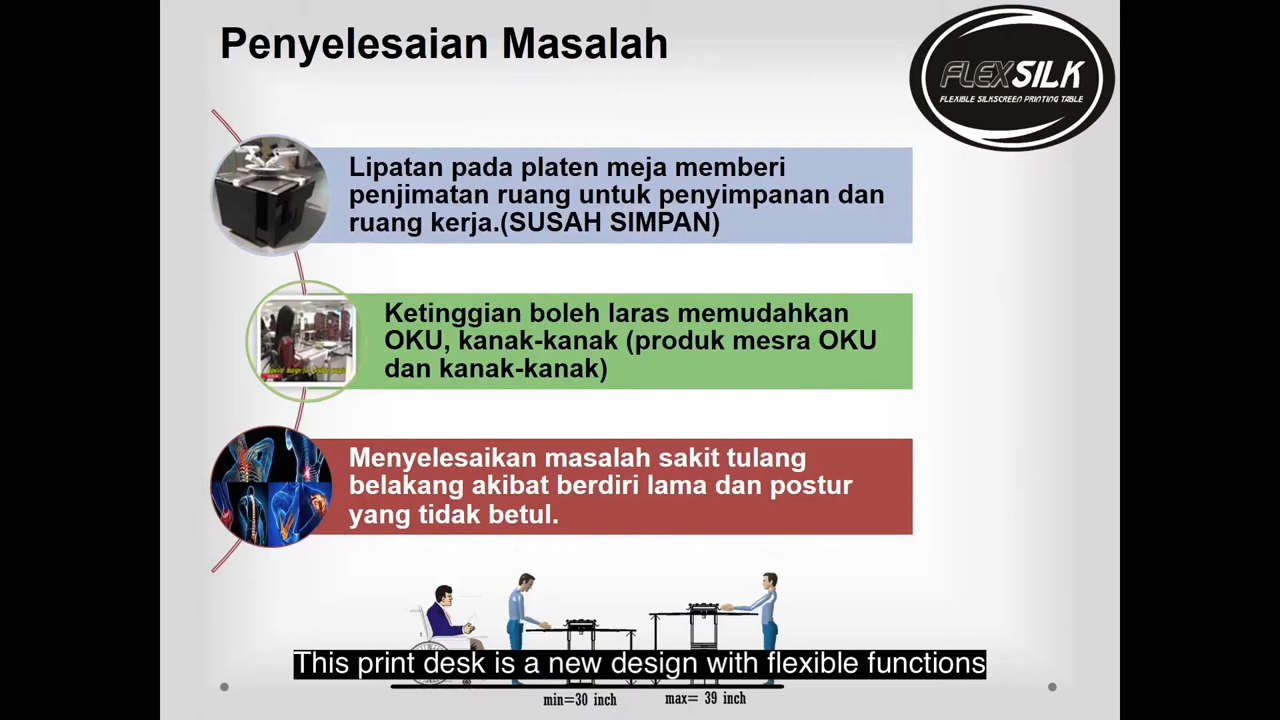 Penyelesaian Masalah
FLEXSILK
FLEXIBLE SILKSCREEN PRINTING TABLE
Lipatan pada platen meja memberi
penjimatan ruang untuk penyimpanan dan
ruang kerja.(SUSAH SIMPAN)
Ketinggian boleh laras memudahkan
OKU, kanak-kanak (produk mesra OKU
dan kanak-kanak)
Menyelesaikan masalah sakit tulang
belakang akibat berdiri lama dan postur
yang tidak betul.
This print desk is a new design with flexible functions
min=30 inch
max= 39 inch